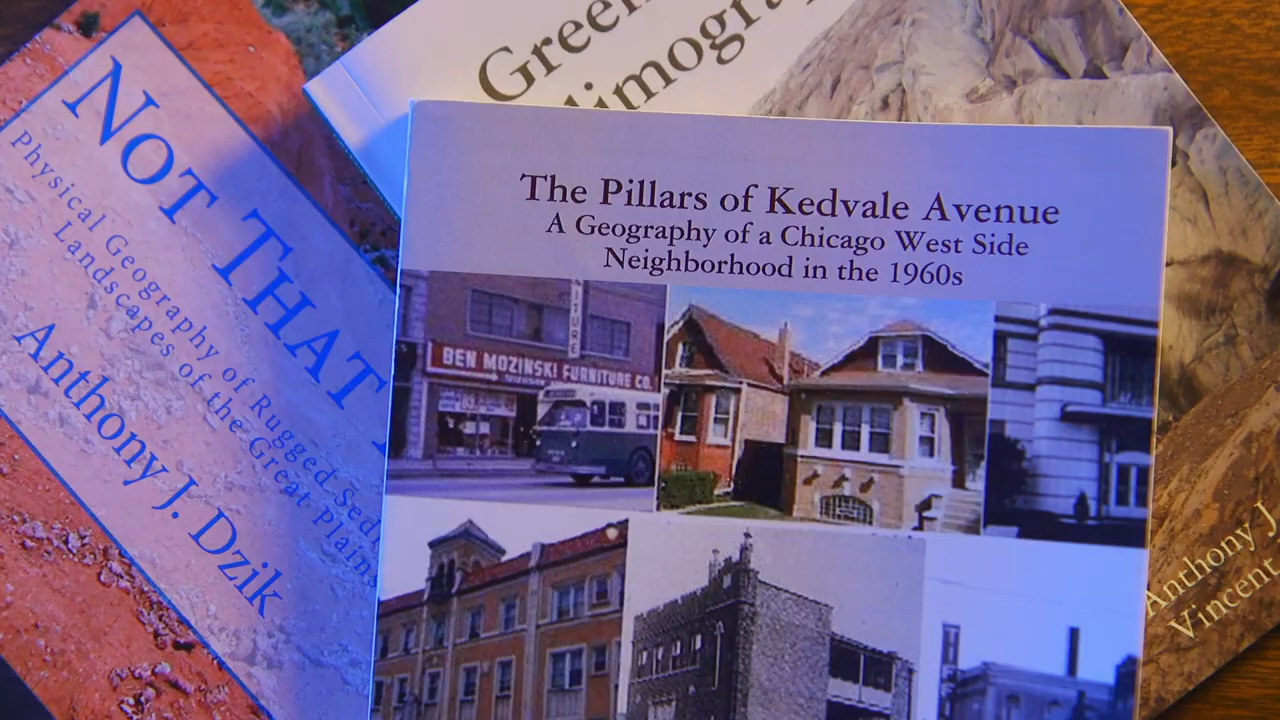 NOT THAT
Physical Geography of Rugged
Landscapes of the Great Plains
Anthony J. Dzik
The Pillars of Kedvale Avenue
A Geography of a Chicago West Side
Neighborhood in the 1960s
ITURE
BEN MOZINSKI FURNITURE CO.
Anthony J.
Vincent